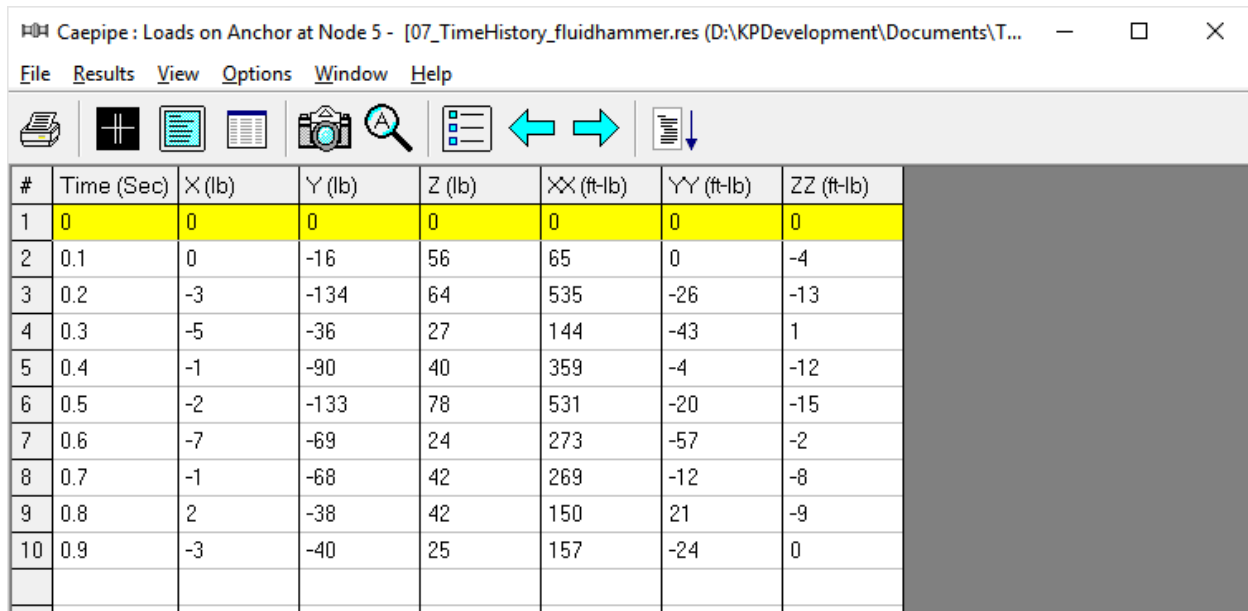 Caepipe : Loads on Anchor at Node 5 - [07_TimeHistory_fluidhammer.res (D:\KPDevelopment\Documents\T...
File Results View Options Window Help
A
# Time (Sec) X (lb) Y (lb) Z (lb) XX (ft-lb) YY (ft-lb) ZZ (ft-lb)
1 0 0 0 0 0 0 0
2 0.1 0 -16 56 65 0 -4
3 0.2 -3 -134 64 535 -26 -13
4 0.3 -5 -36 27 144 -43 1
5 0.4 -1 -90 40 359 -4 -12
6 0.5 -2 -133 78 531 -20 -15
7 0.6 -7 -69 24 273 -57 -2
8 0.7 -1 -68 42 269 -12 -8
9 0.8 2 -38 42 150 21 -9
10 0.9 -3 -40 25 157 -24 0